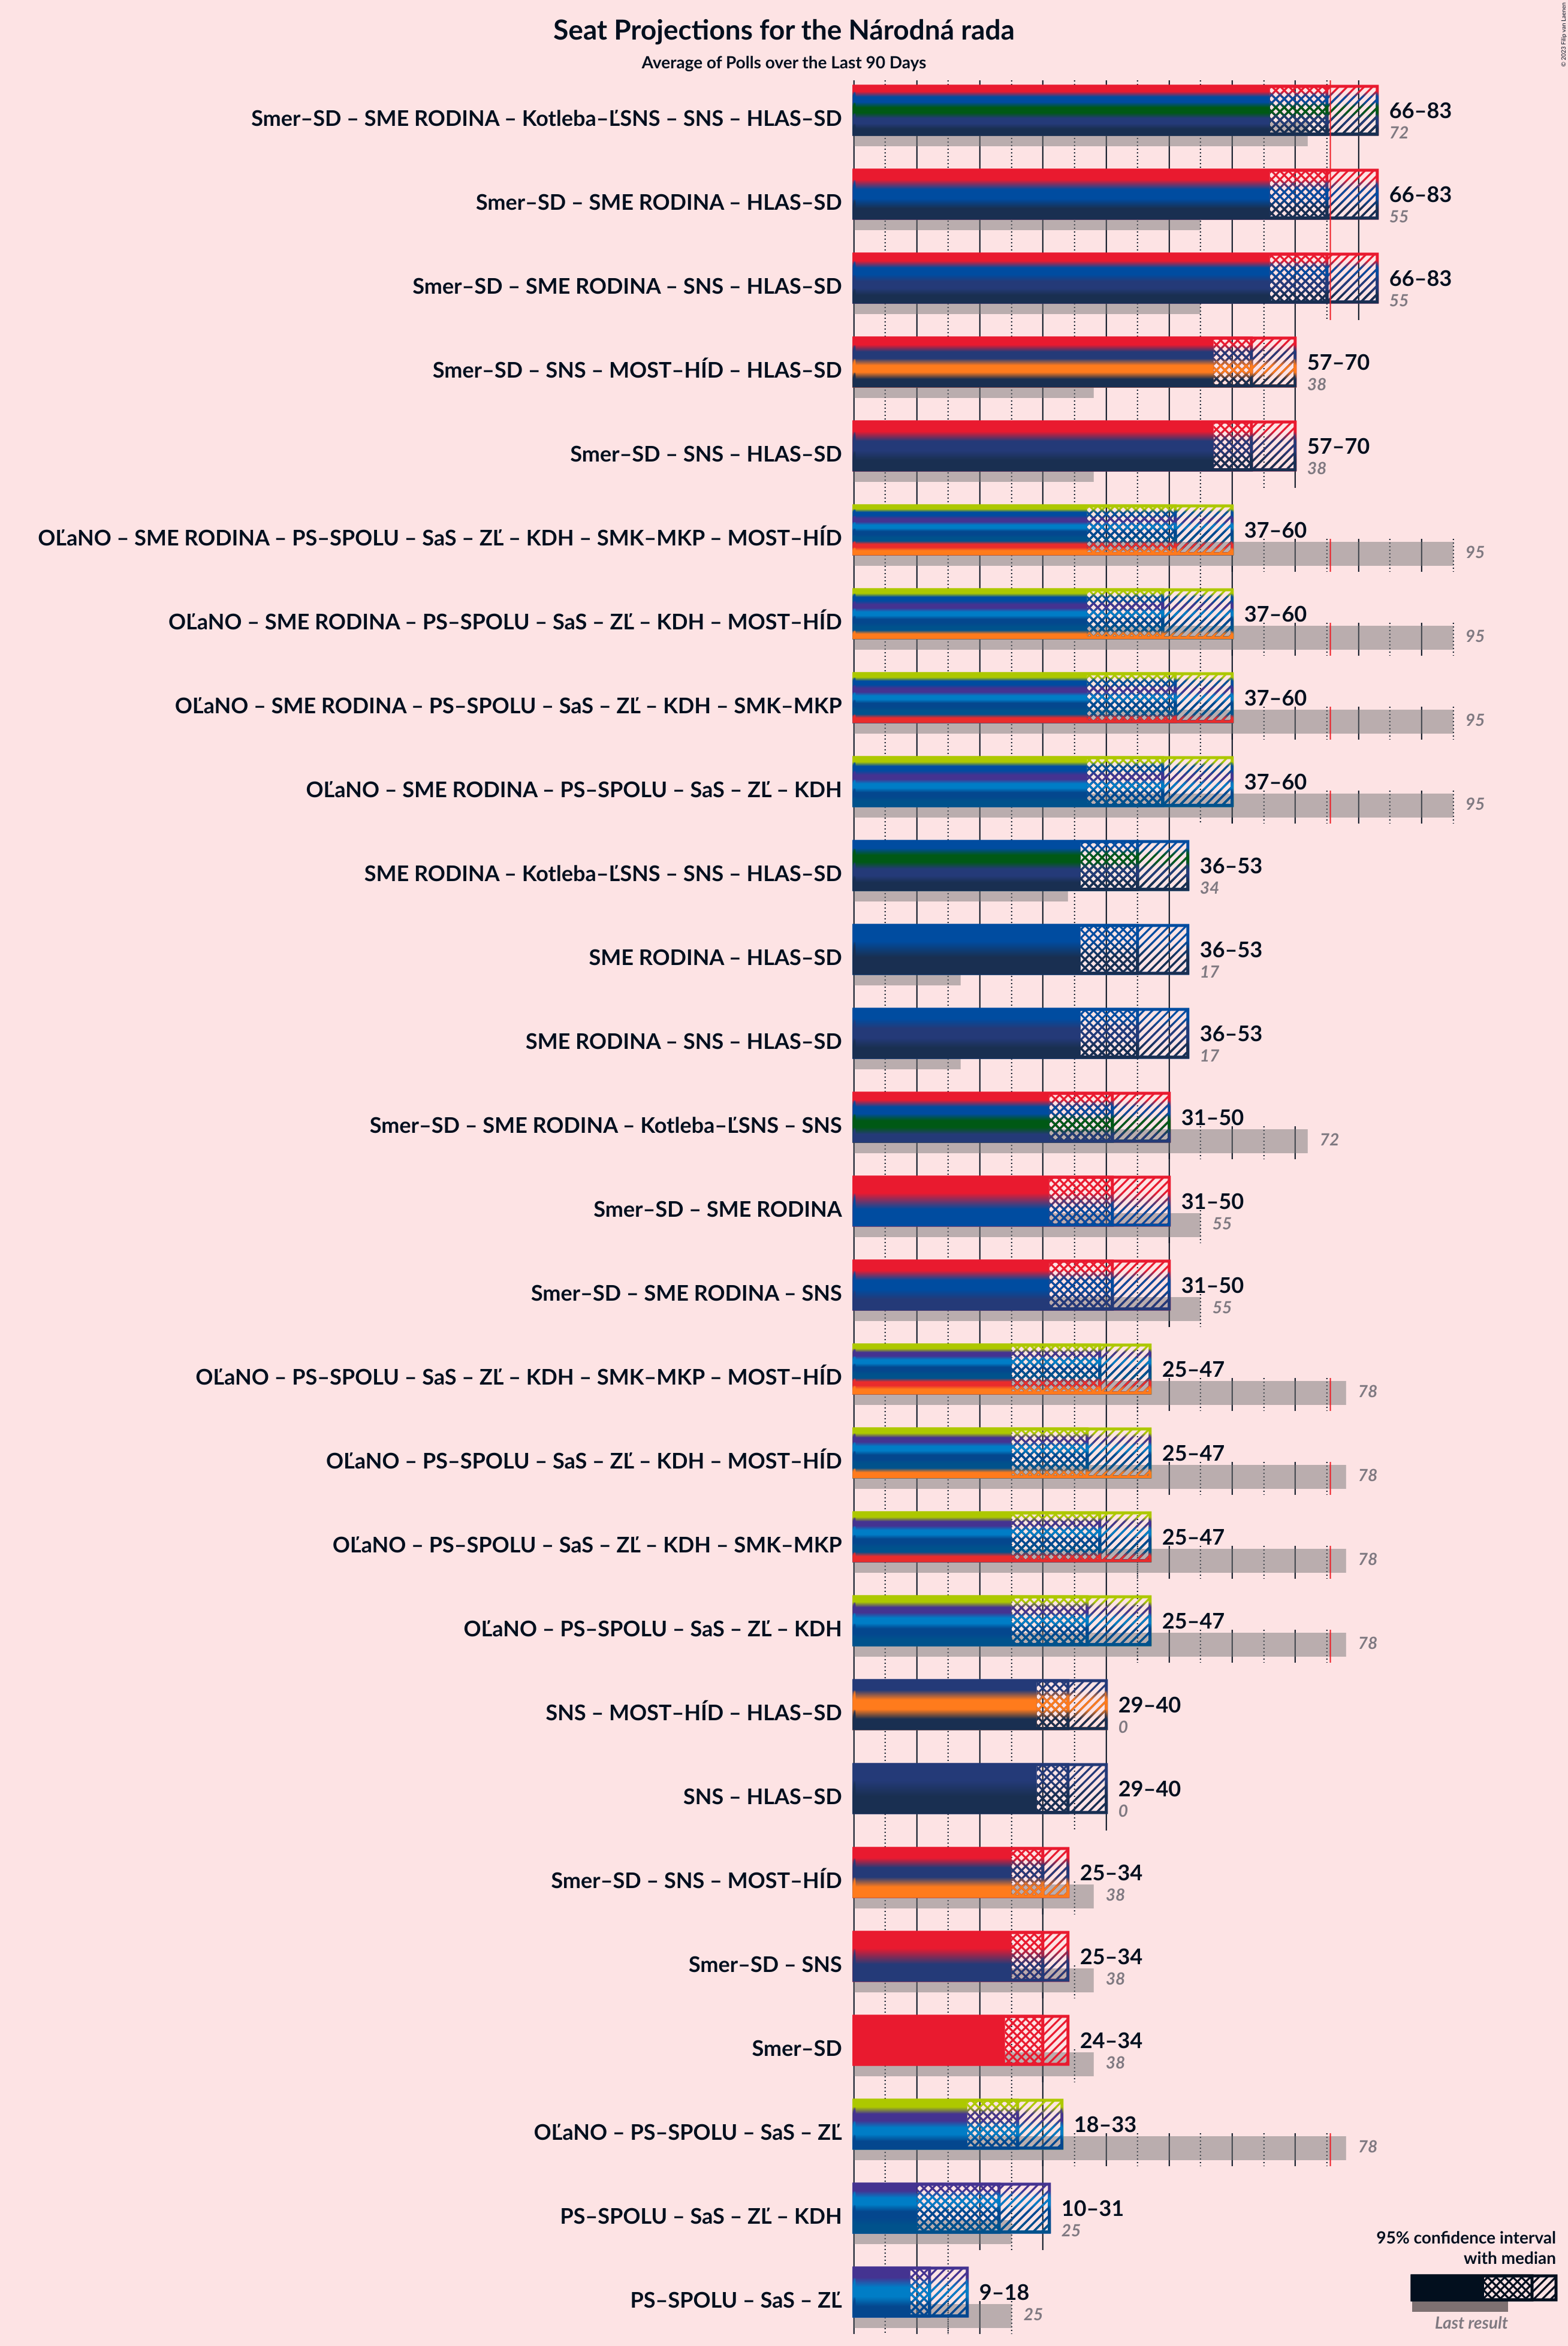 Seat Projections for the Národná rada
Average of Polls over the Last 90 Days
© 2023 Filip van Laenen
Smer–SD – SME RODINA – Kotleba–ĽSNS – SNS – HLAS–SD
66–83
72
Smer–SD – SME RODINA – HLAS–SD
66–83
55
Smer–SD – SME RODINA – SNS – HLAS–SD
66–83
55
Smer–SD – SNS – MOST–HÍD – HLAS–SD
57–70
38
Smer–SD – SNS – HLAS–SD
57–70
38
OĽaNO – SME RODINA – PS–SPOLU – SaS – ZĽ – KDH – SMK–MKP – MOST–HÍD
37–60
95
OĽaNO – SME RODINA – PS–SPOLU – SaS – ZĽ – KDH – MOST–HÍD
37–60
95
OĽaNO – SME RODINA – PS–SPOLU – SaS – ZĽ – KDH – SMK–MKP
37–60
95
OĽaNO – SME RODINA – PS–SPOLU – SaS – ZĽ – KDH
37–60
95
SME RODINA – Kotleba–ĽSNS – SNS – HLAS–SD
36–53
34
SME RODINA – HLAS–SD
36–53
17
SME RODINA – SNS – HLAS–SD
36–53
17
Smer–SD – SME RODINA – Kotleba–ĽSNS – SNS
31–50
72
Smer–SD – SME RODINA
31–50
55
Smer–SD – SME RODINA – SNS
31–50
55
OĽaNO – PS–SPOLU – SaS – ZĽ – KDH – SMK–MKP – MOST–HÍD
25–47
78
OĽaNO – PS–SPOLU – SaS – ZĽ – KDH – MOST–HÍD
25–47
78
OĽaNO – PS–SPOLU – SaS – ZĽ – KDH – SMK–MKP
25–47
78
OĽaNO – PS–SPOLU – SaS – ZĽ – KDH
25–47
78
SNS – MOST–HÍD – HLAS–SD
29–40
0
SNS – HLAS–SD
29–40
0
Smer–SD – SNS – MOST–HÍD
25–34
38
Smer–SD – SNS
25–34
38
Smer–SD
24–34
38
OĽaNO – PS–SPOLU – SaS – ZĽ
18–33
78
PS–SPOLU – SaS – ZĽ – KDH
10–31
25
PS–SPOLU – SaS – ZĽ
9–18
25
95% confidence interval
with median
Last result